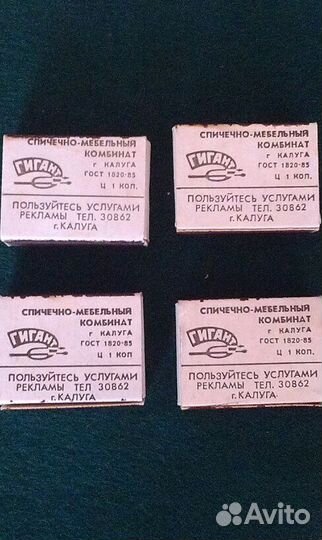 СПИЧЕЧНО-МЕБЕЛЬНЫЙ
КОМБИНАТ
г КАЛУГА
ГИГАНТ
ГОСТ 1820-85
Ц 1 КОП.
ПОЛЬЗУЙТЕСЬ УСЛУГАМИ
РЕКЛАМЫ ТЕЛ. 30862
г.КАЛУГА
СПИЧЕЧНО-МЕБЕЛЬНЫЙ
КОМБИНАТ
г КАЛУГА
ГИГАНТ
ГОСТ 1820-85
Ц 1 КОП.
ПОЛЬЗУЙТЕСЬ УСЛУГАМИ
РЕКЛАМЫ ТЕЛ. 30862
г.КАЛУГА
СПИЧЕЧНО-МЕБЕЛЬНЫЙ
КОМБИНАТ
г КАЛУГА
ГИГАНТ
ГОСТ 1820-85
Ц 1 КОП.
ПОЛЬЗУЙТЕСЬ УСЛУГАМИ
РЕКЛАМЫ ТЕЛ 30862
г.КАЛУГА
СПИЧЕЧНО-МЕБЕЛЬНЫЙ
КОМБИНАТ
г КАЛУГА
ГИГАНТ
ГОСТ 1820-85
Ц 1 КОП.
ПОЛЬЗУЙТЕСЬ УСЛУГАМИ
РЕКЛАМЫ ТЕЛ. 30862
г.КАЛУГА
Avito